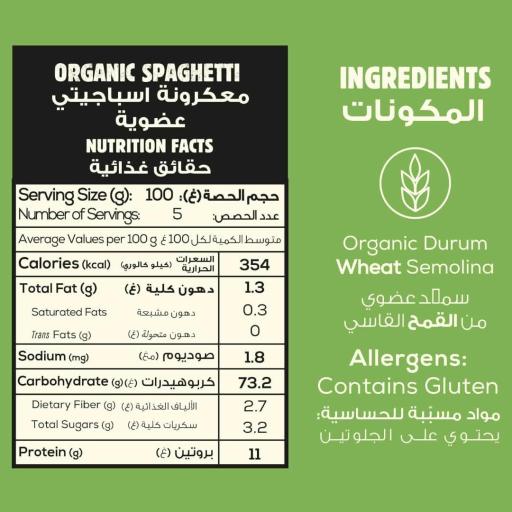 ORGANIC SPAGHETTI
معكرونة اسباجيتي
عضوية
NUTRITION FACTS
حقائق غذائية
Serving Size (g): 100 حجم الحصة (غ):
Number of Servings: 5 عدد الحصص:
Average Values per 100 g متوسط الكمية لكل 100 غ
Calories (kcal) السعرات الحرارية (كيلو كالوري) 354
Total Fat (g) دهون كلية (غ) 1.3
Saturated Fats دهون مشبعة 0.3
Trans Fats (g) دهون متحولة (غ) 0
Sodium (mg) صوديوم (مغ) 1.8
Carbohydrate (g) كربوهيدرات (غ) 73.2
Dietary Fiber (g) الألياف الغذائية (غ) 2.7
Total Sugars (g) سكريات كلية (غ) 3.2
Protein (g) بروتين (غ) 11
INGREDIENTS
المكونات
Organic Durum
Wheat Semolina
عضوي
من القمح القاسي
Allergens:
Contains Gluten
مواد مسببة للحساسية:
يحتوي على الجلوتين